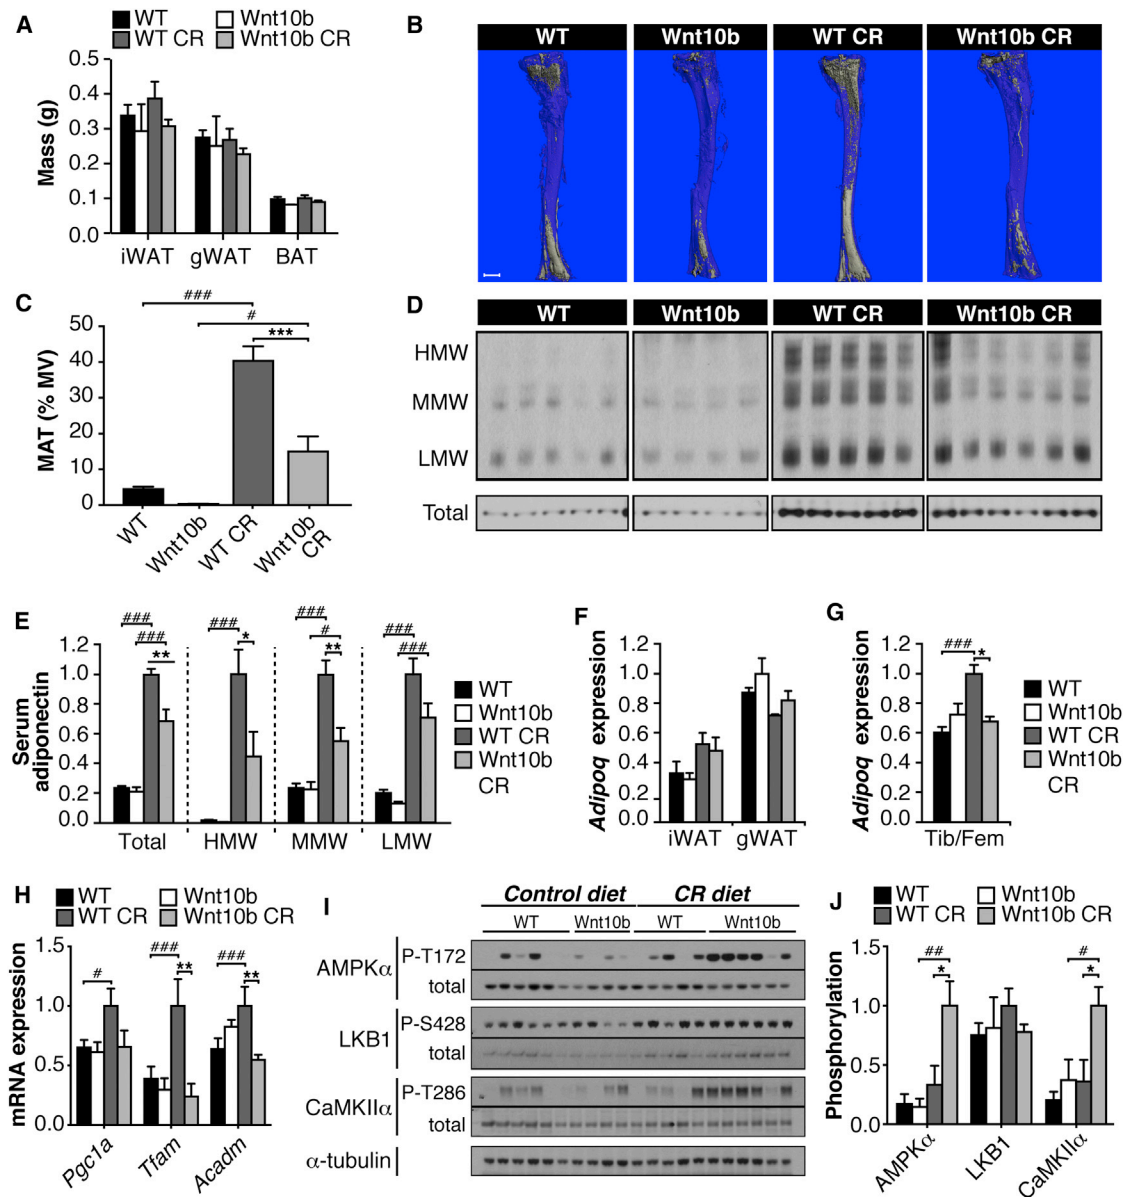 A
WT
Wnt10b
WT CR
Wnt10b CR
Mass (g)
0.5
0.4
0.3
0.2
0.1
0.0
iWAT gWAT BAT
B
WT Wnt10b WT CR Wnt10b CR
C
###
#
***
MAT (% MV)
50
40
30
20
10
0
WT
Wnt10b
WT CR
Wnt10b
CR
D
WT Wnt10b WT CR Wnt10b CR
HMW
MMW
LMW
Total
E
### ### ** ### * ### # ** ### ###
Serum
adiponectin
1.2
1.0
0.8
0.6
0.4
0.2
0.0
Total HMW MMW LMW
WT
Wnt10b
WT CR
Wnt10b
CR
F
Adipoq expression
1.2
1.0
0.8
0.6
0.4
0.2
0.0
iWAT gWAT
G
###
*
Adipoq expression
1.2
1.0
0.8
0.6
0.4
0.2
0.0
Tib/Fem
WT
Wnt10b
WT CR
Wnt10b
CR
H
WT
Wnt10b
WT CR
Wnt10b CR
# ### ** ### **
mRNA expression
1.5
1.0
0.5
0.0
Pgc1a
Tfam
Acadm
I
Control diet CR diet
WT Wnt10b WT Wnt10b
AMPKα
P-T172
total
LKB1
P-S428
total
CaMKIIα
P-T286
total
α-tubulin
J
WT
Wnt10b
WT CR
Wnt10b CR
## * # *
Phosphorylation
1.5
1.0
0.5
0.0
AMPKα
LKB1
CaMKIIα